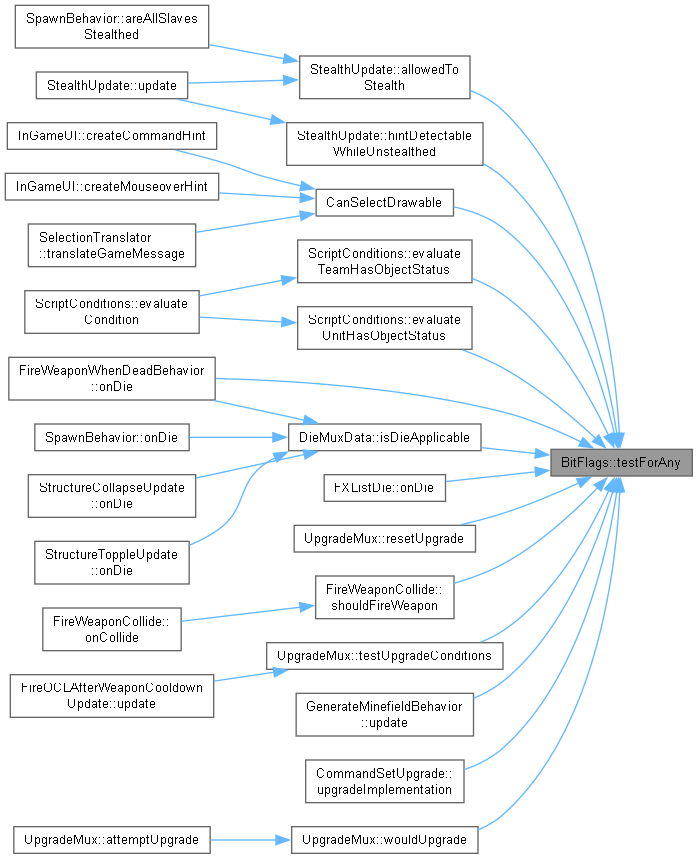 SpawnBehavior::areAllSlaves
Stealthed
StealthUpdate::allowedTo
Stealth
StealthUpdate::update
StealthUpdate::hintDetectable
WhileUnstealthed
InGameUI::createCommandHint
InGameUI::createMouseoverHint
CanSelectDrawable
SelectionTranslator
::translateGameMessage
ScriptConditions::evaluate
TeamHasObjectStatus
ScriptConditions::evaluate
Condition
ScriptConditions::evaluate
UnitHasObjectStatus
FireWeaponWhenDeadBehavior
::onDie
SpawnBehavior::onDie
DieMuxData::isDieApplicable
BitFlags::testForAny
StructureCollapseUpdate
::onDie
FXListDie::onDie
StructureToppleUpdate
::onDie
UpgradeMux::resetUpgrade
FireWeaponCollide::
shouldFireWeapon
FireWeaponCollide::
onCollide
UpgradeMux::testUpgradeConditions
FireOCLAfterWeaponCooldown
Update::update
GenerateMinefieldBehavior
::update
CommandSetUpgrade::
upgradeImplementation
UpgradeMux::attemptUpgrade
UpgradeMux::wouldUpgrade